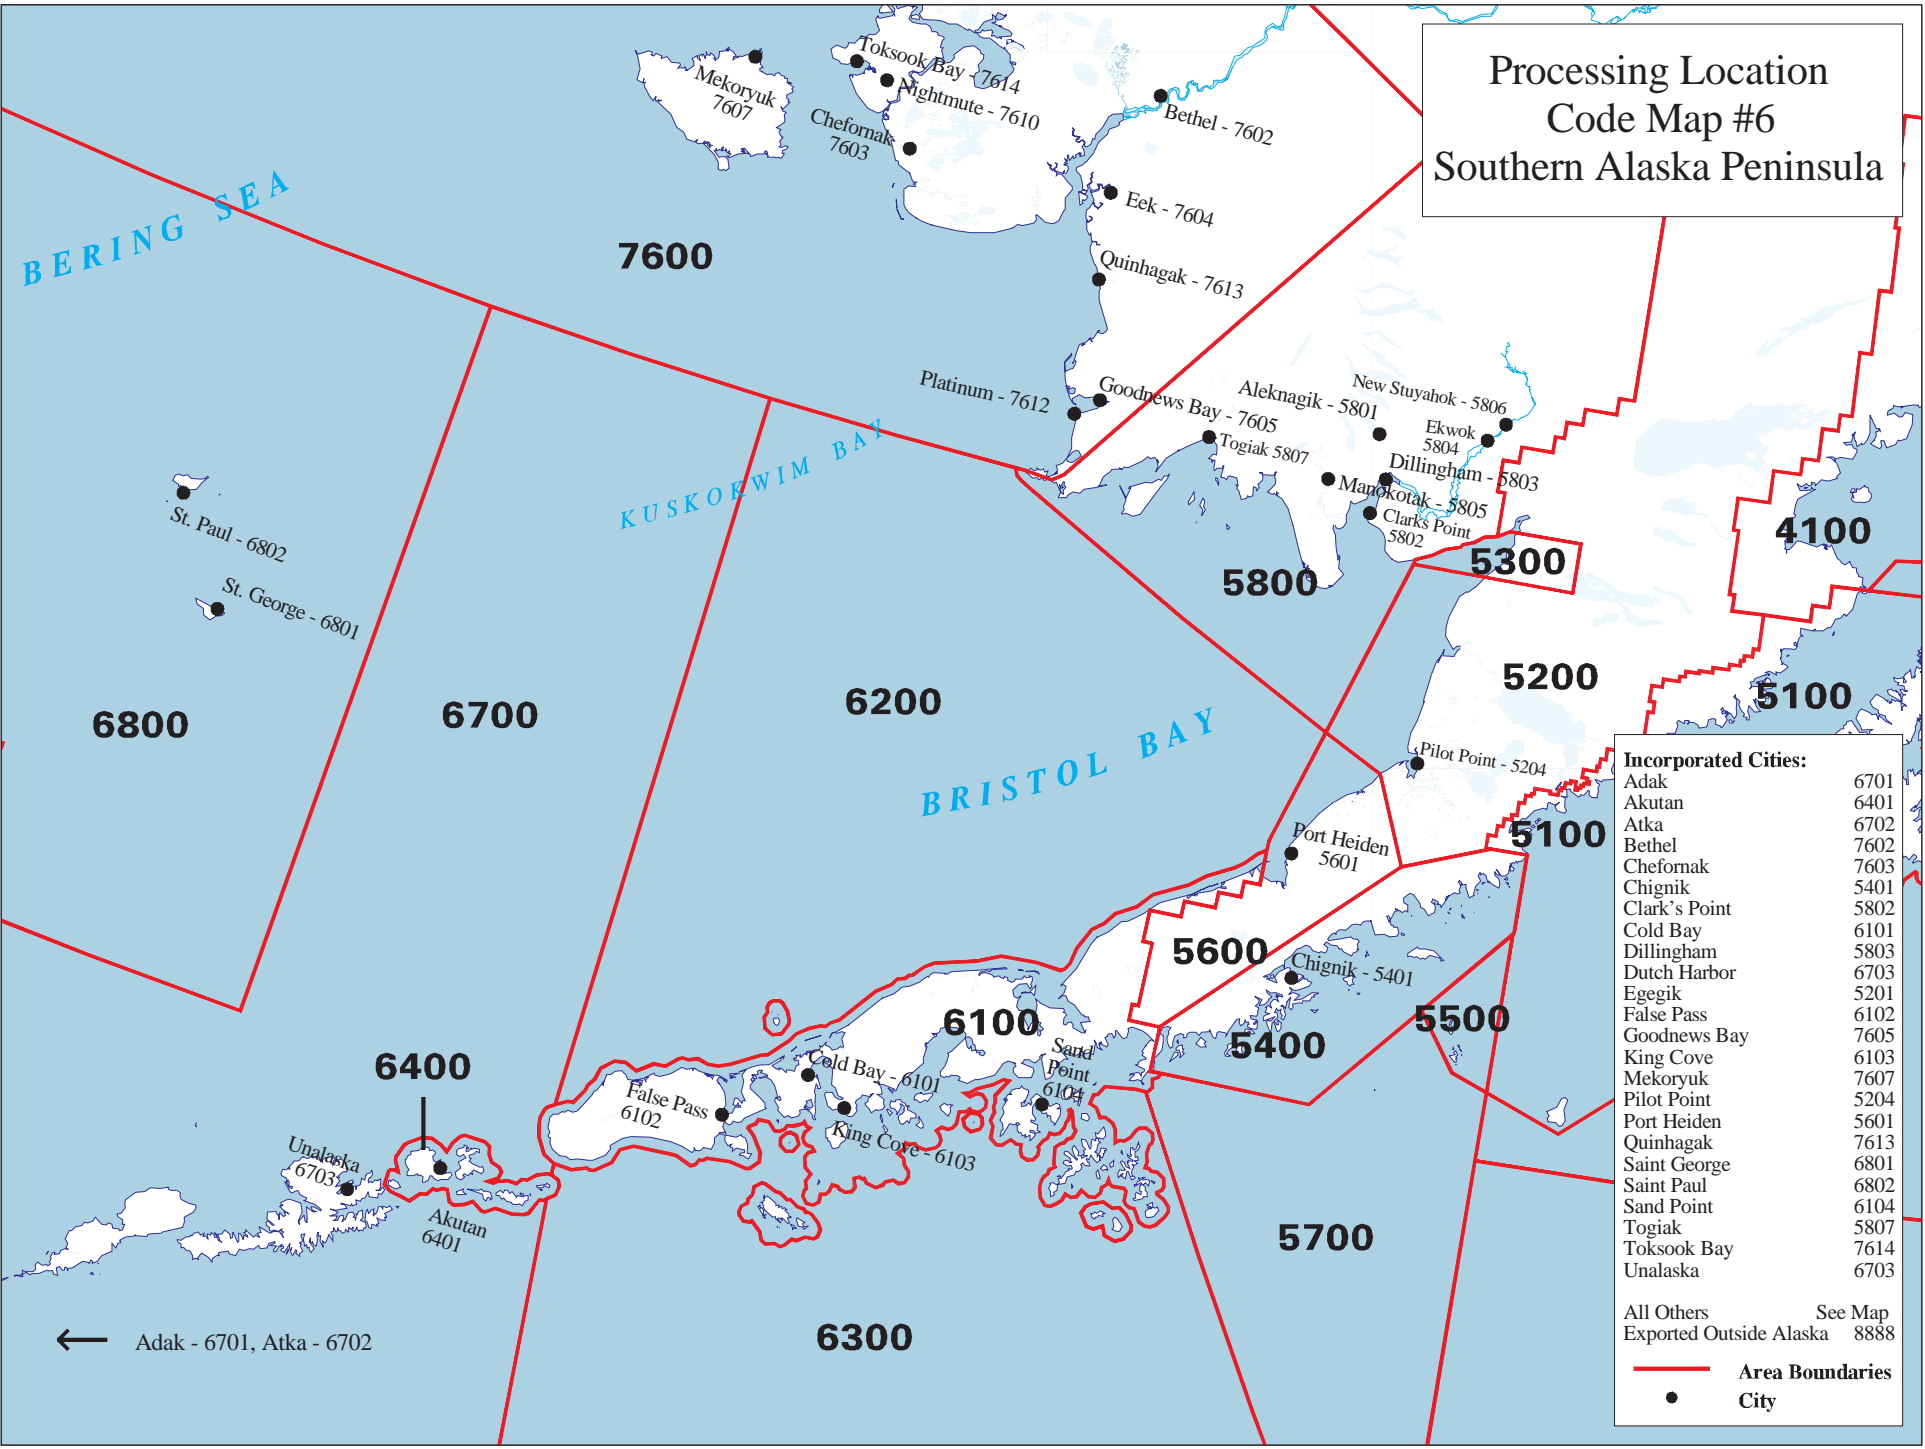 Processing Location
Code Map #6
Southern Alaska Peninsula
Toksook Bay - 7614
Mekoryuk
7607
Nightmute - 7610
Chefornak
7603
Bethel - 7602
BERING SEA
Eek - 7604
7600
Quinhagak - 7613
Platinum - 7612
Goodnews Bay - 7605
Aleknagik - 5801
New Stuyahok - 5806
Ekwok
5804
Togiak 5807
KUSKOKWIM BAY
Dillingham - 5803
Manokotak - 5805
Clarks Point
5802
St. Paul - 6802
4100
5300
5800
St. George - 6801
5200
5100
6800
6700
6200
BRISTOL BAY
Pilot Point - 5204
5100
Port Heiden
5601
5600
Chignik - 5401
6100
5500
5400
Sand
Point
6104
6400
Cold Bay - 6101
False Pass
6102
King Cove - 6103
Unalaska
6703
Akutan
6401
5700
6300
Adak - 6701, Atka - 6702
Incorporated Cities:
Adak 6701
Akutan 6401
Atka 6702
Bethel 7602
Chefornak 7603
Chignik 5401
Clark's Point 5802
Cold Bay 6101
Dillingham 5803
Dutch Harbor 6703
Egegik 5201
False Pass 6102
Goodnews Bay 7605
King Cove 6103
Mekoryuk 7607
Pilot Point 5204
Port Heiden 5601
Quinhagak 7613
Saint George 6801
Saint Paul 6802
Sand Point 6104
Togiak 5807
Toksook Bay 7614
Unalaska 6703
All Others See Map
Exported Outside Alaska 8888
Area Boundaries
City